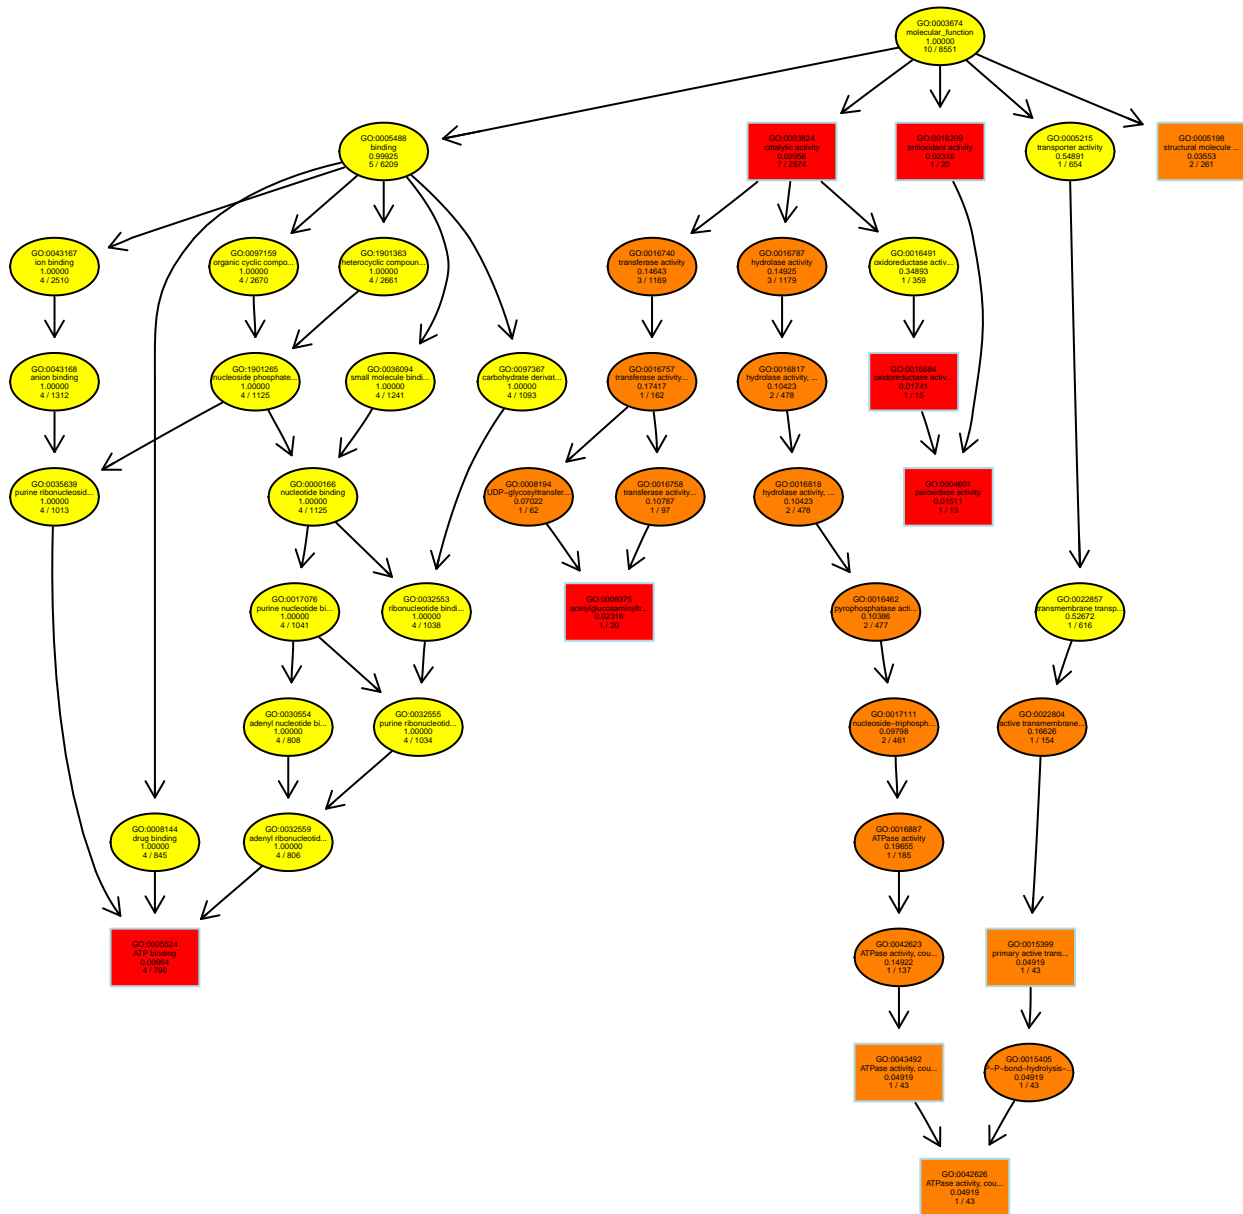 GO:0003674
molecular_function
1.00000
10 / 8551
GO:0005488
binding
0.99925
5 / 6209
GO:0003824
catalytic activity
0.02056
7 / 2874
GO:0016209
antioxidant activity
0.02316
1 / 20
GO:0005215
transporter activity
0.54891
1 / 654
GO:0005198
structural molecule ...
0.03553
2 / 261
GO:0043167
ion binding
1.00000
4 / 2510
GO:0097159
organic cyclic compo...
1.00000
4 / 2670
GO:1901363
heterocyclic compoun...
1.00000
4 / 2661
GO:0016740
transferase activity
0.14643
3 / 1169
GO:0016787
hydrolase activity
0.14925
3 / 1179
GO:0016491
oxidoreductase activ...
0.34893
1 / 359
GO:0043168
anion binding
1.00000
4 / 1312
GO:1901265
nucleoside phosphate...
1.00000
4 / 1125
GO:0036094
small molecule bindi...
1.00000
4 / 1241
GO:0097367
carbohydrate derivat...
1.00000
4 / 1093
GO:0016757
transferase activity...
0.17417
1 / 162
GO:0016817
hydrolase activity, ...
0.10423
2 / 478
GO:0016684
oxidoreductase activ...
0.01741
1 / 15
GO:0035639
purine ribonucleosid...
1.00000
4 / 1013
GO:0000166
nucleotide binding
1.00000
4 / 1125
GO:0008194
UDP−glycosyltransfer...
0.07022
1 / 62
GO:0016758
transferase activity...
0.10787
1 / 97
GO:0016818
hydrolase activity, ...
0.10423
2 / 478
GO:0004601
peroxidase activity
0.01511
1 / 13
GO:0017076
purine nucleotide bi...
1.00000
4 / 1041
GO:0032553
ribonucleotide bindi...
1.00000
4 / 1038
GO:0008375
acetylglucosaminyltr...
0.02316
1 / 20
GO:0016462
pyrophosphatase acti...
0.10386
2 / 477
GO:0022857
transmembrane transp...
0.52672
1 / 616
GO:0030554
adenyl nucleotide bi...
1.00000
4 / 808
GO:0032555
purine ribonucleotid...
1.00000
4 / 1034
GO:0017111
nucleoside−triphosph...
0.09798
2 / 461
GO:0022804
active transmembrane...
0.16626
1 / 154
GO:0008144
drug binding
1.00000
4 / 845
GO:0032559
adenyl ribonucleotid...
1.00000
4 / 806
GO:0016887
ATPase activity
0.19655
1 / 185
GO:0005524
ATP binding
0.00964
4 / 790
GO:0042623
ATPase activity, cou...
0.14922
1 / 137
GO:0015399
primary active trans...
0.04919
1 / 43
GO:0043492
ATPase activity, cou...
0.04919
1 / 43
GO:0015405
P−P−bond−hydrolysis−...
0.04919
1 / 43
GO:0042626
ATPase activity, cou...
0.04919
1 / 43